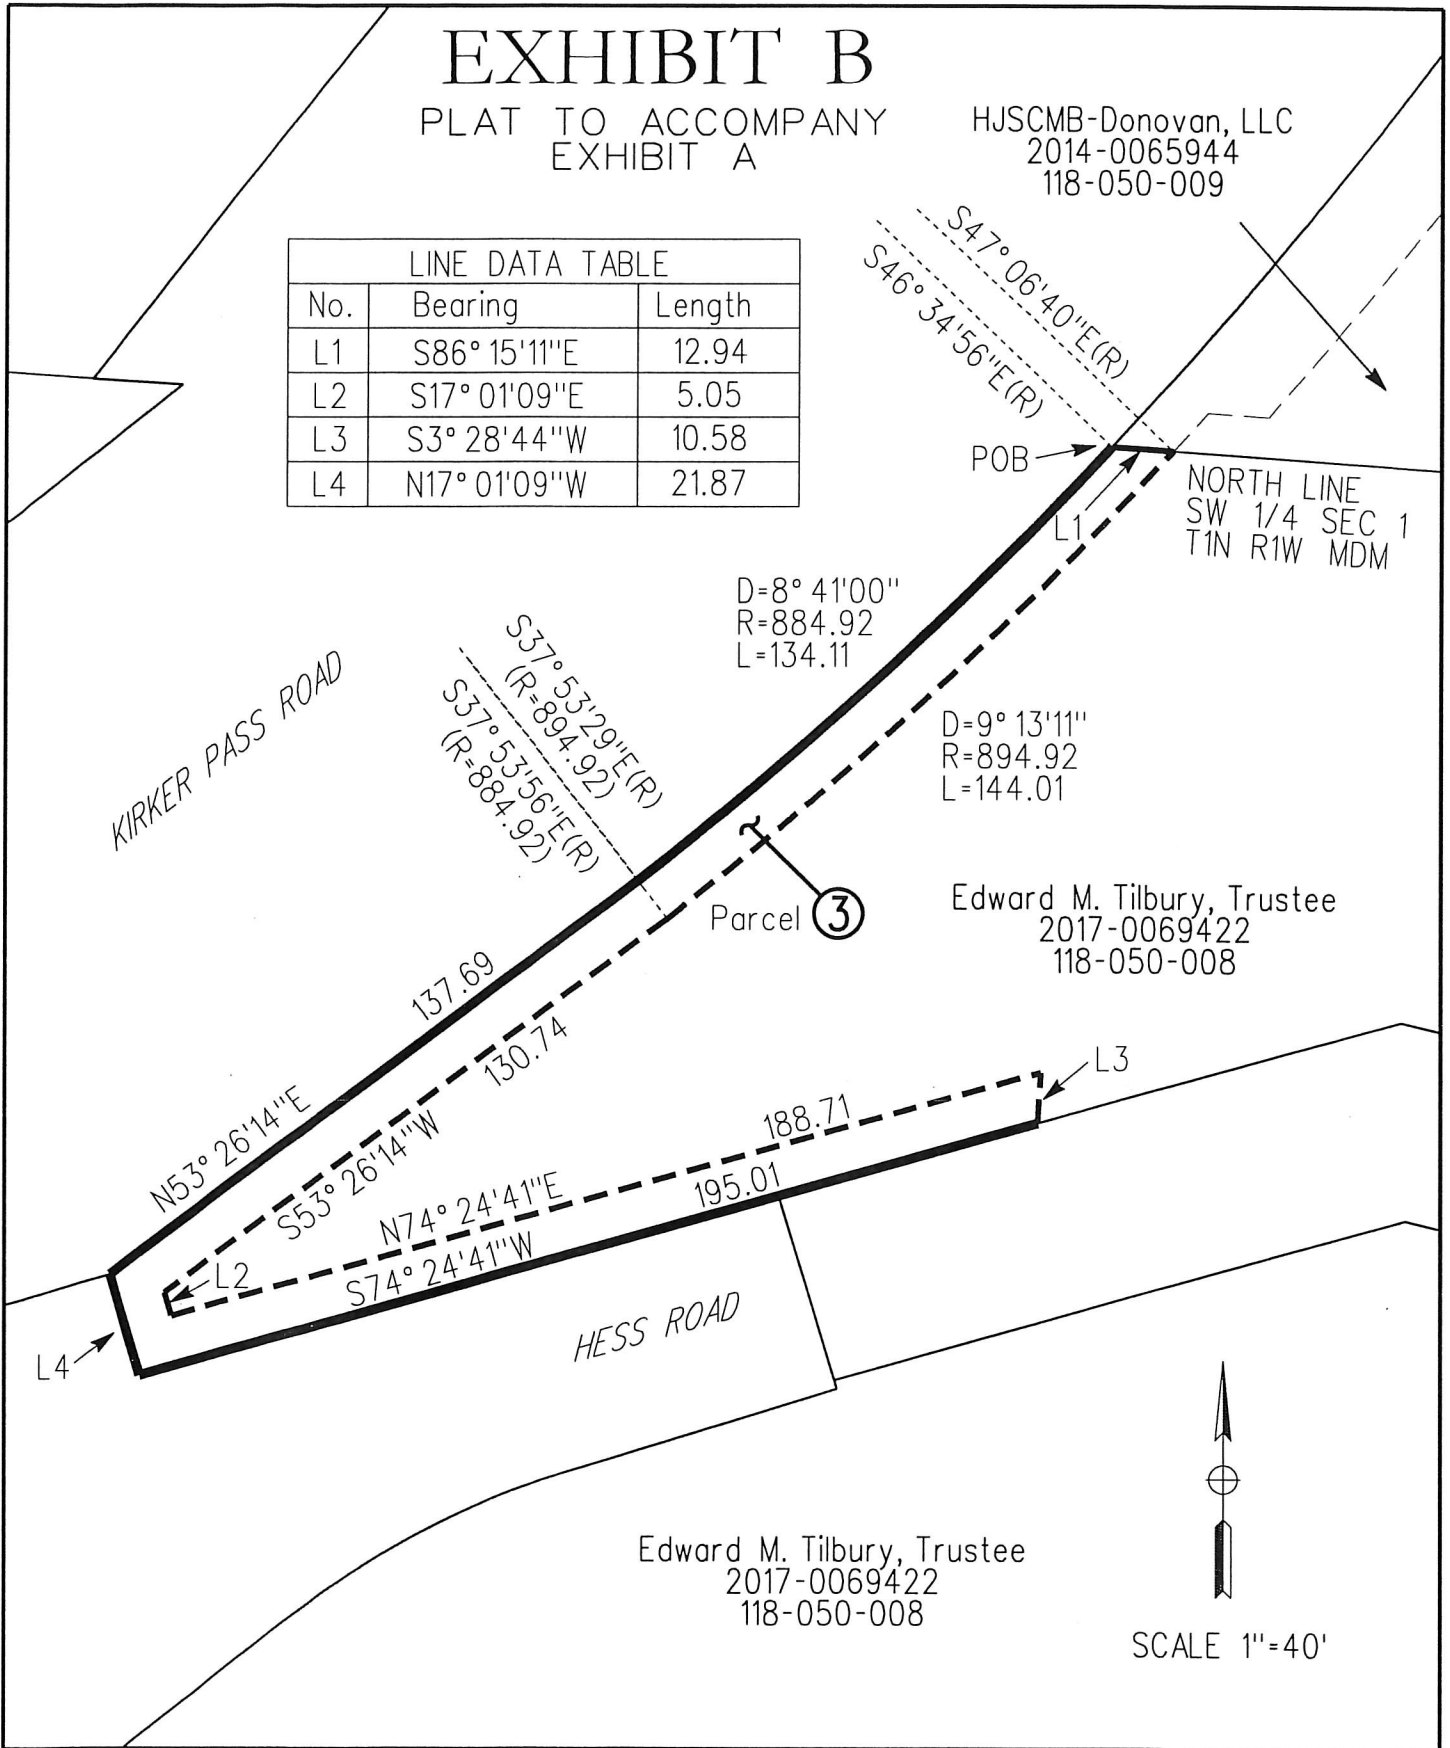 EXHIBIT B
PLAT TO ACCOMPANY
EXHIBIT A
HJSCMB-Donovan, LLC
2014-0065944
118-050-009
LINE DATA TABLE
No. Bearing Length
L1 S86°15'11"E 12.94
L2 S17°01'09"E 5.05
L3 S3°28'44"W 10.58
L4 N17°01'09"W 21.87
S47°06'40"E(R)
S46°34'56"E(R)
POB
L1
NORTH LINE
SW 1/4 SEC 1
T1N R1W MDM
D=8°41'00"
R=884.92
L=134.11
S37°53'29"E(R)
(R=894.92)
S37°53'56"E(R)
(R=884.92)
KIRKER PASS ROAD
D=9°13'11"
R=894.92
L=144.01
Parcel 3
Edward M. Tilbury, Trustee
2017-0069422
118-050-008
137.69
130.74
N53°26'14"E
S53°26'14"W
L3
188.71
195.01
N74°24'41"E
S74°24'41"W
L2
L4
HESS ROAD
Edward M. Tilbury, Trustee
2017-0069422
118-050-008
SCALE 1"=40'